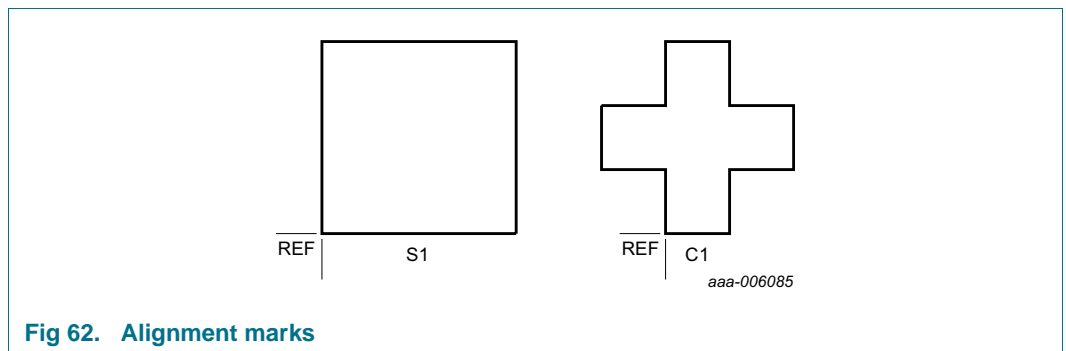 REF
S1
REF
C1
aaa-006085
Fig 62. Alignment marks